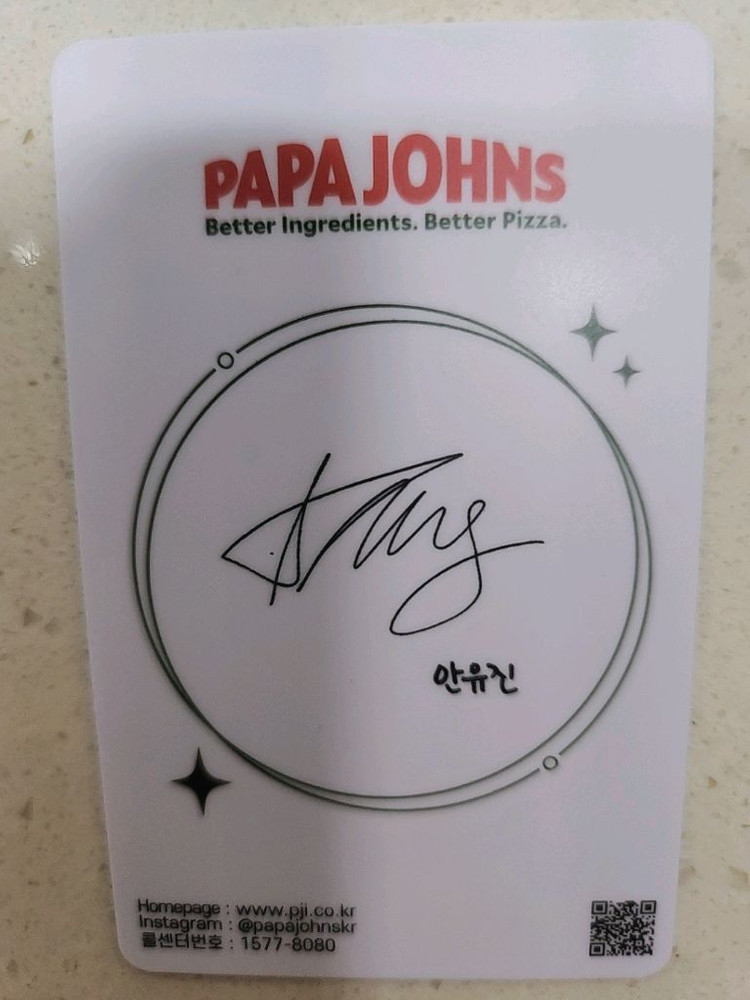 PAPA JOHNS
Better Ingredients. Better Pizza.
안유진
Homepage : www.pji.co.kr
Instagram : @papajohnskr
콜센터번호 : 1577-8080